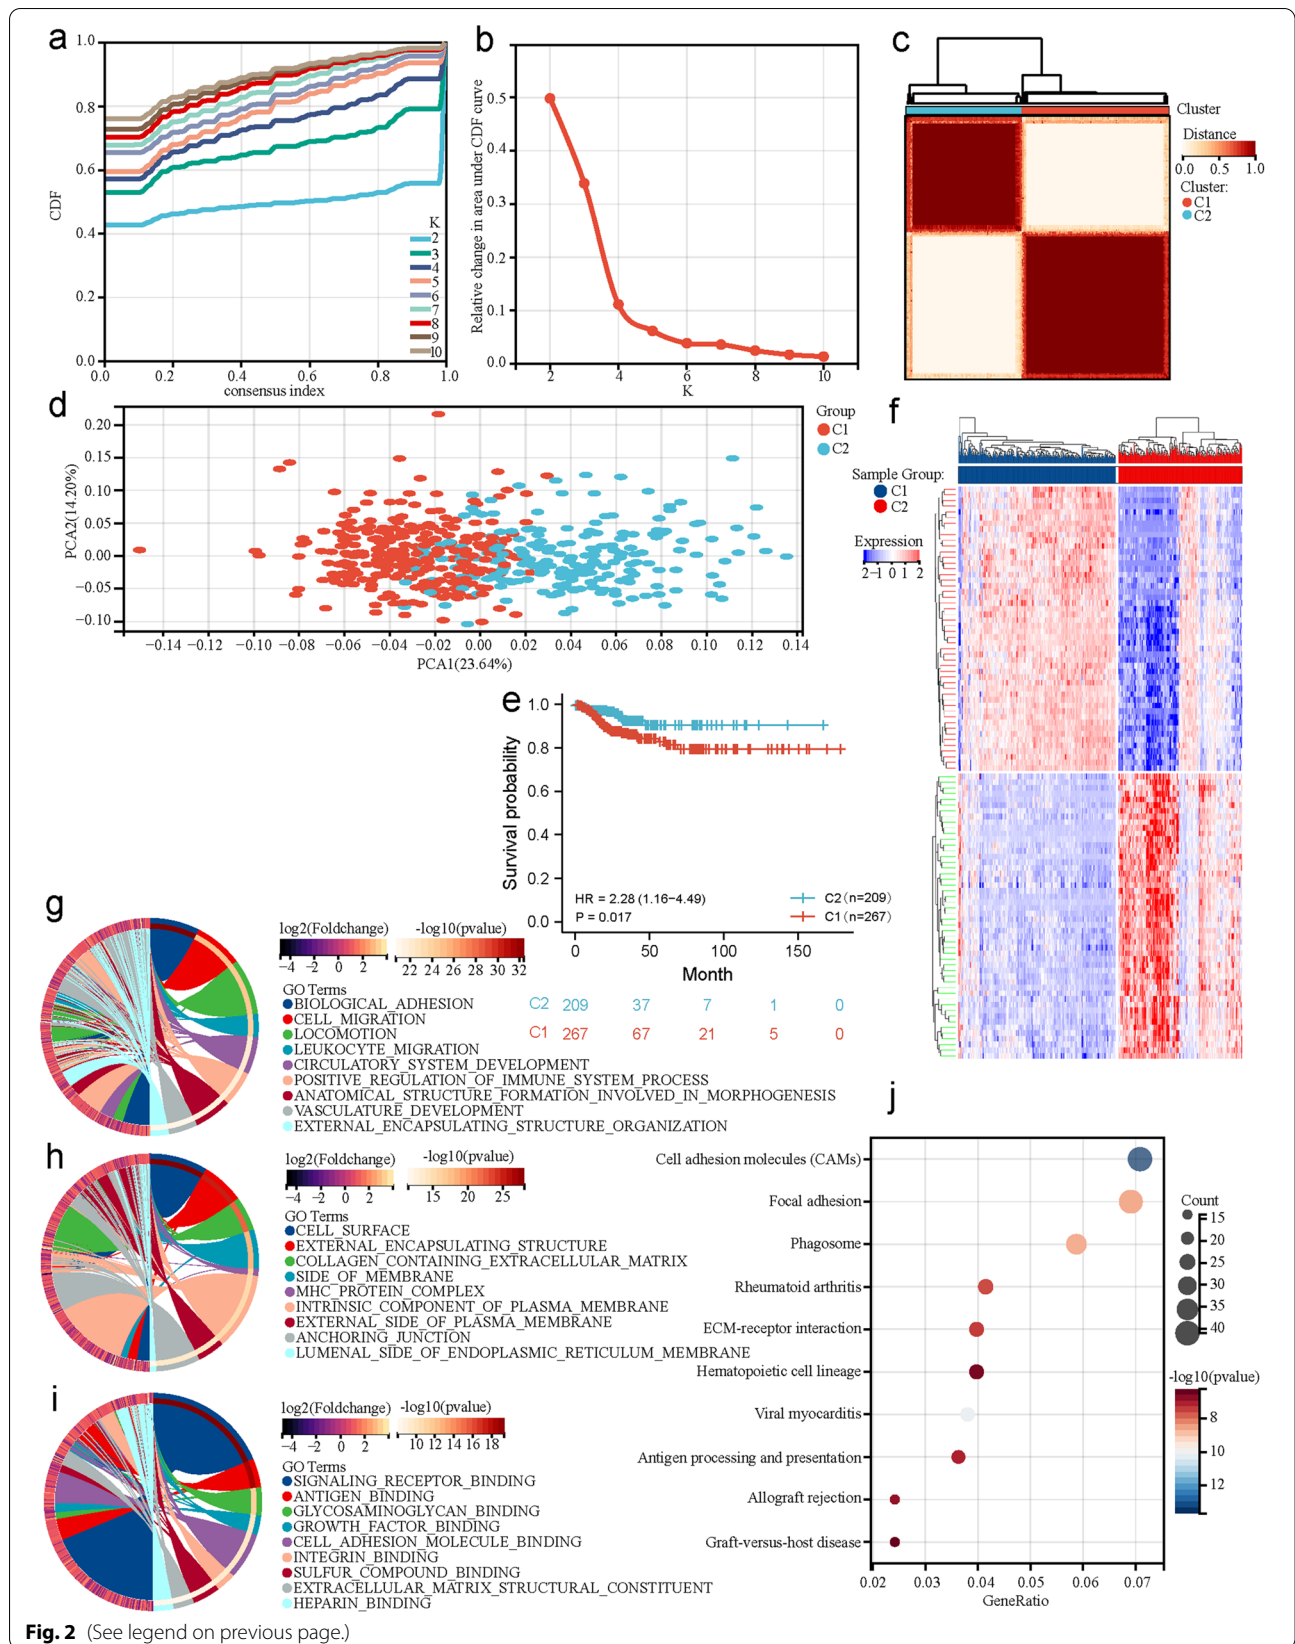 a
1.0
0.8
0.6
0.4
0.2
0.0
CDF
0.0 0.2 0.4 0.6 0.8 1.0
consensus index
K
2
3
4
5
6
7
8
9
10
b
0.5
0.4
0.3
0.2
0.1
0.0
Relative change in area under CDF curve
2 4 6 8 10
K
c
Cluster
Distance
0.0 0.5 1.0
Cluster:
C1
C2
d
0.20
0.15
0.10
0.05
0.00
−0.05
−0.10
PCA2(14.20%)
−0.14 −0.12 −0.10 −0.08 −0.06 −0.04 −0.02 0.00 0.02 0.04 0.06 0.08 0.10 0.12 0.14
PCA1(23.64%)
Group
C1
C2
e
1.0
0.8
0.6
0.4
0.2
0.0
Survival probability
HR = 2.28 (1.16−4.49)
P = 0.017
C2 (n=209)
C1 (n=267)
0 50 100 150
Month
C2 209 37 7 1 0
C1 267 67 21 5 0
f
Sample Group:
C1
C2
Expression
2−1 0 1 2
g
log2(Foldchange) -log10(pvalue)
−4 −2 0 2 22 24 26 28 30 32
GO Terms
BIOLOGICAL_ADHESION
CELL_MIGRATION
LOCOMOTION
LEUKOCYTE_MIGRATION
CIRCULATORY_SYSTEM_DEVELOPMENT
POSITIVE_REGULATION_OF_IMMUNE_SYSTEM_PROCESS
ANATOMICAL_STRUCTURE_FORMATION_INVOLVED_IN_MORPHOGENESIS
VASCULATURE_DEVELOPMENT
EXTERNAL_ENCAPSULATING_STRUCTURE_ORGANIZATION
h
log2(Foldchange) -log10(pvalue)
−4 −2 0 2 15 20 25
GO Terms
CELL_SURFACE
EXTERNAL_ENCAPSULATING_STRUCTURE
COLLAGEN_CONTAINING_EXTRACELLULAR_MATRIX
SIDE_OF_MEMBRANE
MHC_PROTEIN_COMPLEX
INTRINSIC_COMPONENT_OF_PLASMA_MEMBRANE
EXTERNAL_SIDE_OF_PLASMA_MEMBRANE
ANCHORING_JUNCTION
LUMENAL_SIDE_OF_ENDOPLASMIC_RETICULUM_MEMBRANE
i
log2(Foldchange) -log10(pvalue)
−4 −2 0 2 10 12 14 16 18
GO Terms
SIGNALING_RECEPTOR_BINDING
ANTIGEN_BINDING
GLYCOSAMINOGLYCAN_BINDING
GROWTH_FACTOR_BINDING
CELL_ADHESION_MOLECULE_BINDING
INTEGRIN_BINDING
SULFUR_COMPOUND_BINDING
EXTRACELLULAR_MATRIX_STRUCTURAL_CONSTITUENT
HEPARIN_BINDING
j
Cell adhesion molecules (CAMs)
Focal adhesion
Phagosome
Rheumatoid arthritis
ECM-receptor interaction
Hematopoietic cell lineage
Viral myocarditis
Antigen processing and presentation
Allograft rejection
Graft-versus-host disease
0.02 0.03 0.04 0.05 0.06 0.07
GeneRatio
Count
15
20
25
30
35
40
-log10(pvalue)
8
10
12
Fig. 2 (See legend on previous page.)